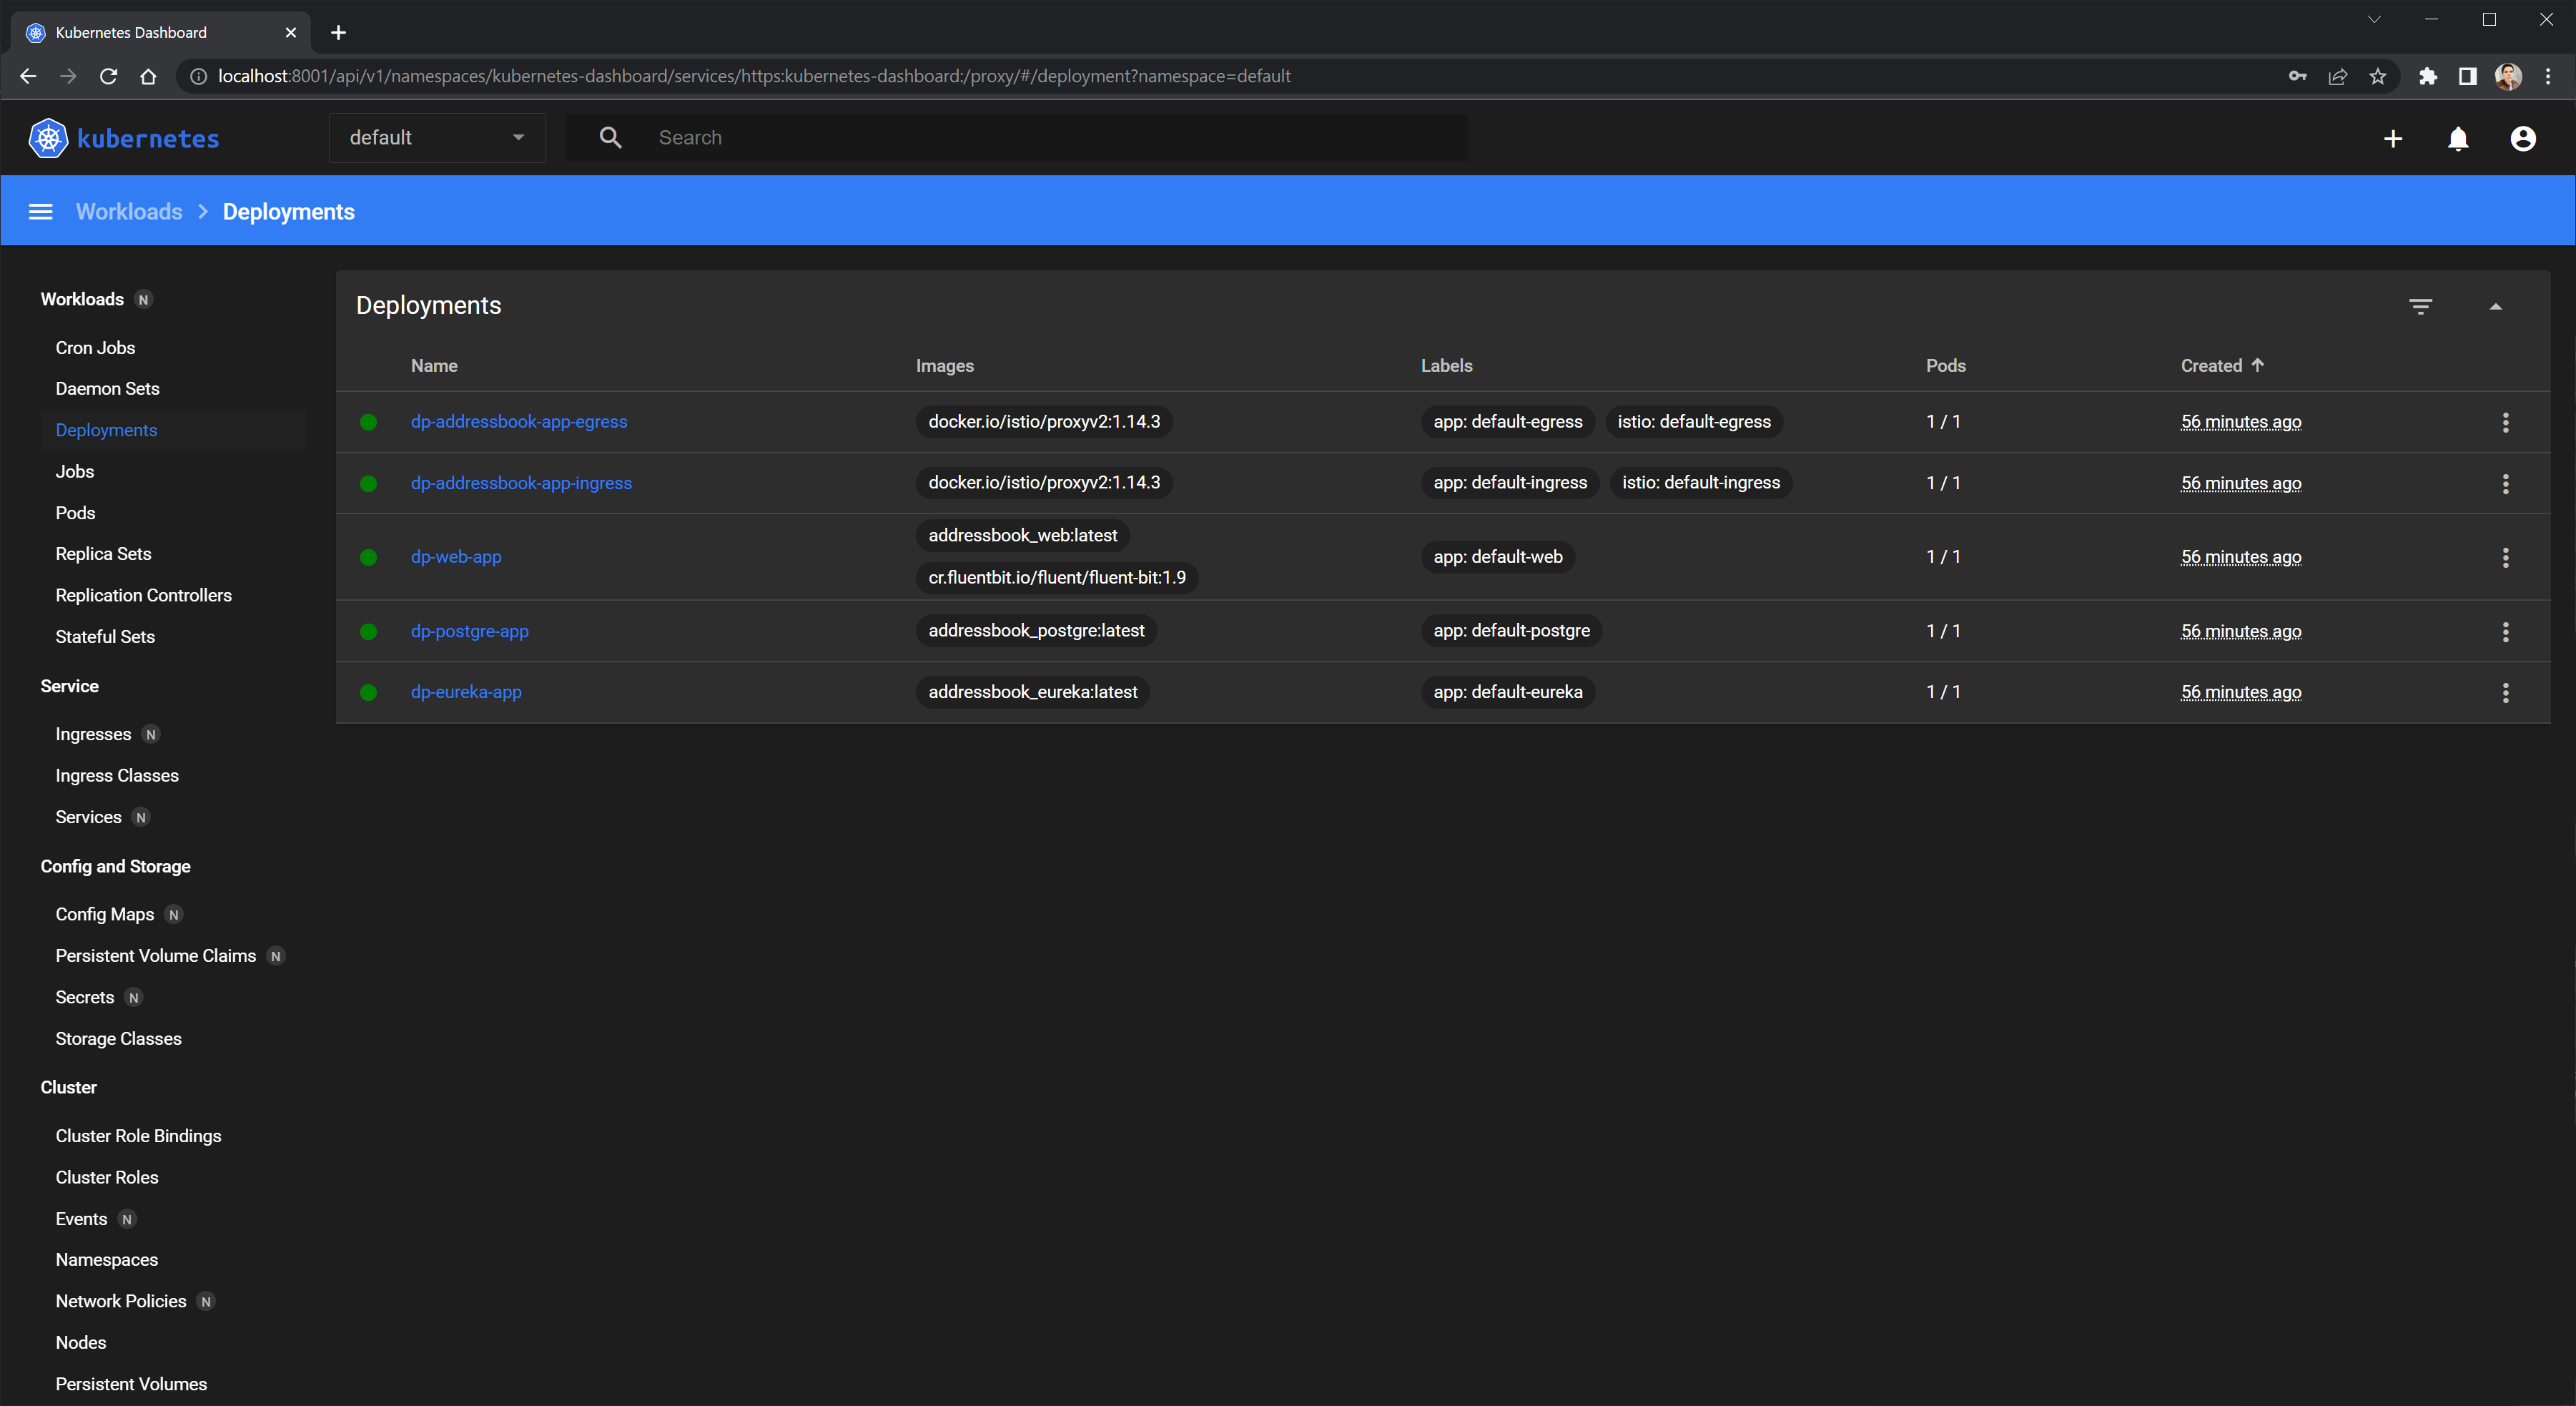 Kubernetes Dashboard
localhost:8001/api/v1/namespaces/kubernetes-dashboard/services/https:kubernetes-dashboard:/proxy/#/deployment?namespace=default
kubernetes
default
Search
Workloads
Deployments
Workloads N
Cron Jobs
Daemon Sets
Deployments
Jobs
Pods
Replica Sets
Replication Controllers
Stateful Sets
Service
Ingresses N
Ingress Classes
Services N
Config and Storage
Config Maps N
Persistent Volume Claims N
Secrets N
Storage Classes
Cluster
Cluster Role Bindings
Cluster Roles
Events N
Namespaces
Network Policies N
Nodes
Persistent Volumes
Deployments
Name Images Labels Pods Created
dp-addressbook-app-egress docker.io/istio/proxyv2:1.14.3 app: default-egress istio: default-egress 1 / 1 56 minutes ago
dp-addressbook-app-ingress docker.io/istio/proxyv2:1.14.3 app: default-ingress istio: default-ingress 1 / 1 56 minutes ago
addressbook_web:latest
dp-web-app app: default-web 1 / 1 56 minutes ago
cr.fluentbit.io/fluent/fluent-bit:1.9
dp-postgre-app addressbook_postgre:latest app: default-postgre 1 / 1 56 minutes ago
dp-eureka-app addressbook_eureka:latest app: default-eureka 1 / 1 56 minutes ago